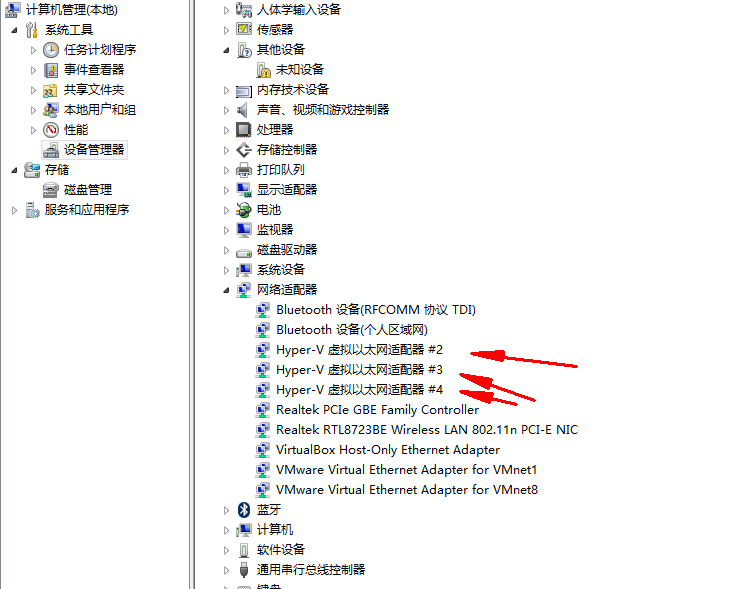 计算机管理(本地)
系统工具
任务计划程序
事件查看器
共享文件夹
本地用户和组
性能
设备管理器
存储
磁盘管理
服务和应用程序
人体学输入设备
传感器
其他设备
未知设备
内存技术设备
声音、视频和游戏控制器
处理器
存储控制器
打印队列
显示适配器
电池
监视器
磁盘驱动器
系统设备
网络适配器
Bluetooth 设备(RFCOMM 协议 TDI)
Bluetooth 设备(个人区域网)
Hyper-V 虚拟以太网适配器 #2
Hyper-V 虚拟以太网适配器 #3
Hyper-V 虚拟以太网适配器 #4
Realtek PCIe GBE Family Controller
Realtek RTL8723BE Wireless LAN 802.11n PCI-E NIC
VirtualBox Host-Only Ethernet Adapter
VMware Virtual Ethernet Adapter for VMnet1
VMware Virtual Ethernet Adapter for VMnet8
蓝牙
计算机
软件设备
通用串行总线控制器